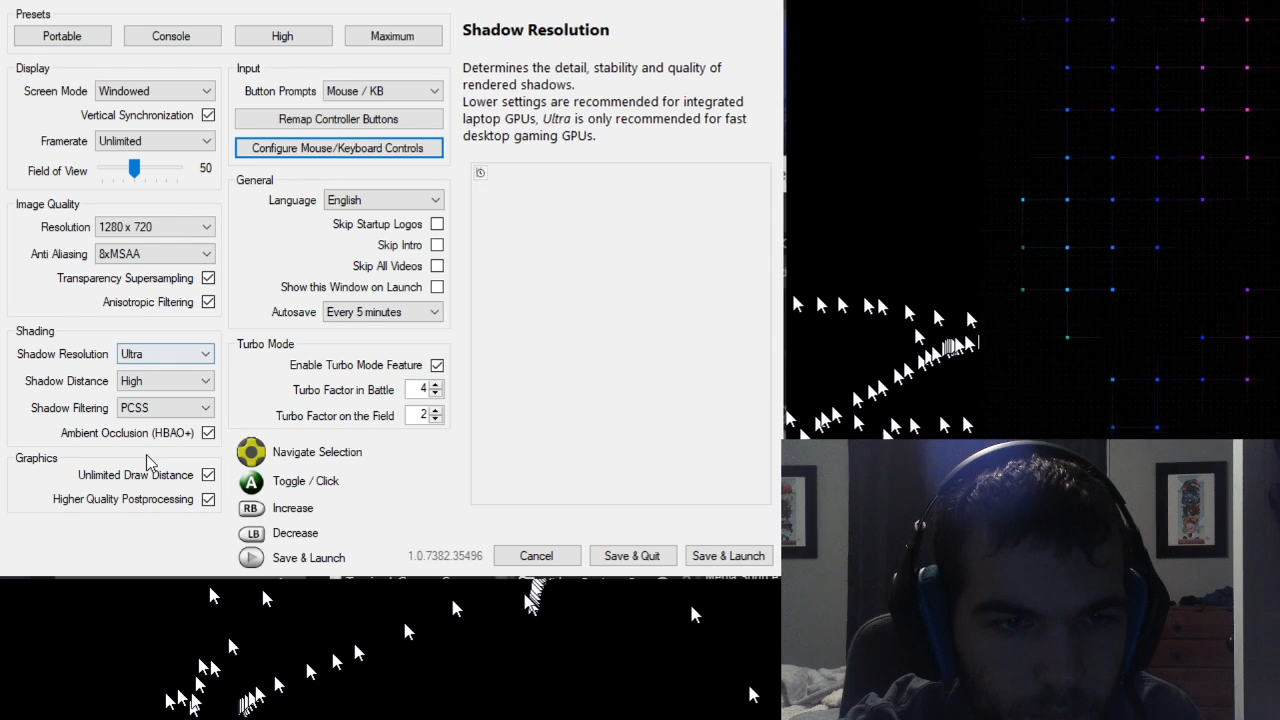 Presets
Portable
Console
High
Maximum
Display
Screen Mode Windowed
Vertical Synchronization
Framerate Unlimited
Field of View 50
Image Quality
Resolution 1280 x 720
Anti Aliasing 8xMSAA
Transparency Supersampling
Anisotropic Filtering
Shading
Shadow Resolution Ultra
Shadow Distance High
Shadow Filtering PCSS
Ambient Occlusion (HBAO+)
Graphics
Unlimited Draw Distance
Higher Quality Postprocessing
Input
Button Prompts Mouse / KB
Remap Controller Buttons
Configure Mouse/Keyboard Controls
General
Language English
Skip Startup Logos
Skip Intro
Skip All Videos
Show this Window on Launch
Autosave Every 5 minutes
Turbo Mode
Enable Turbo Mode Feature
Turbo Factor in Battle 4
Turbo Factor on the Field 2
Navigate Selection
A Toggle / Click
RB Increase
LB Decrease
Save & Launch
Shadow Resolution
Determines the detail, stability and quality of
rendered shadows.
Lower settings are recommended for integrated
laptop GPUs, Ultra is only recommended for fast
desktop gaming GPUs.
1.0.7382.35496
Cancel
Save & Quit
Save & Launch